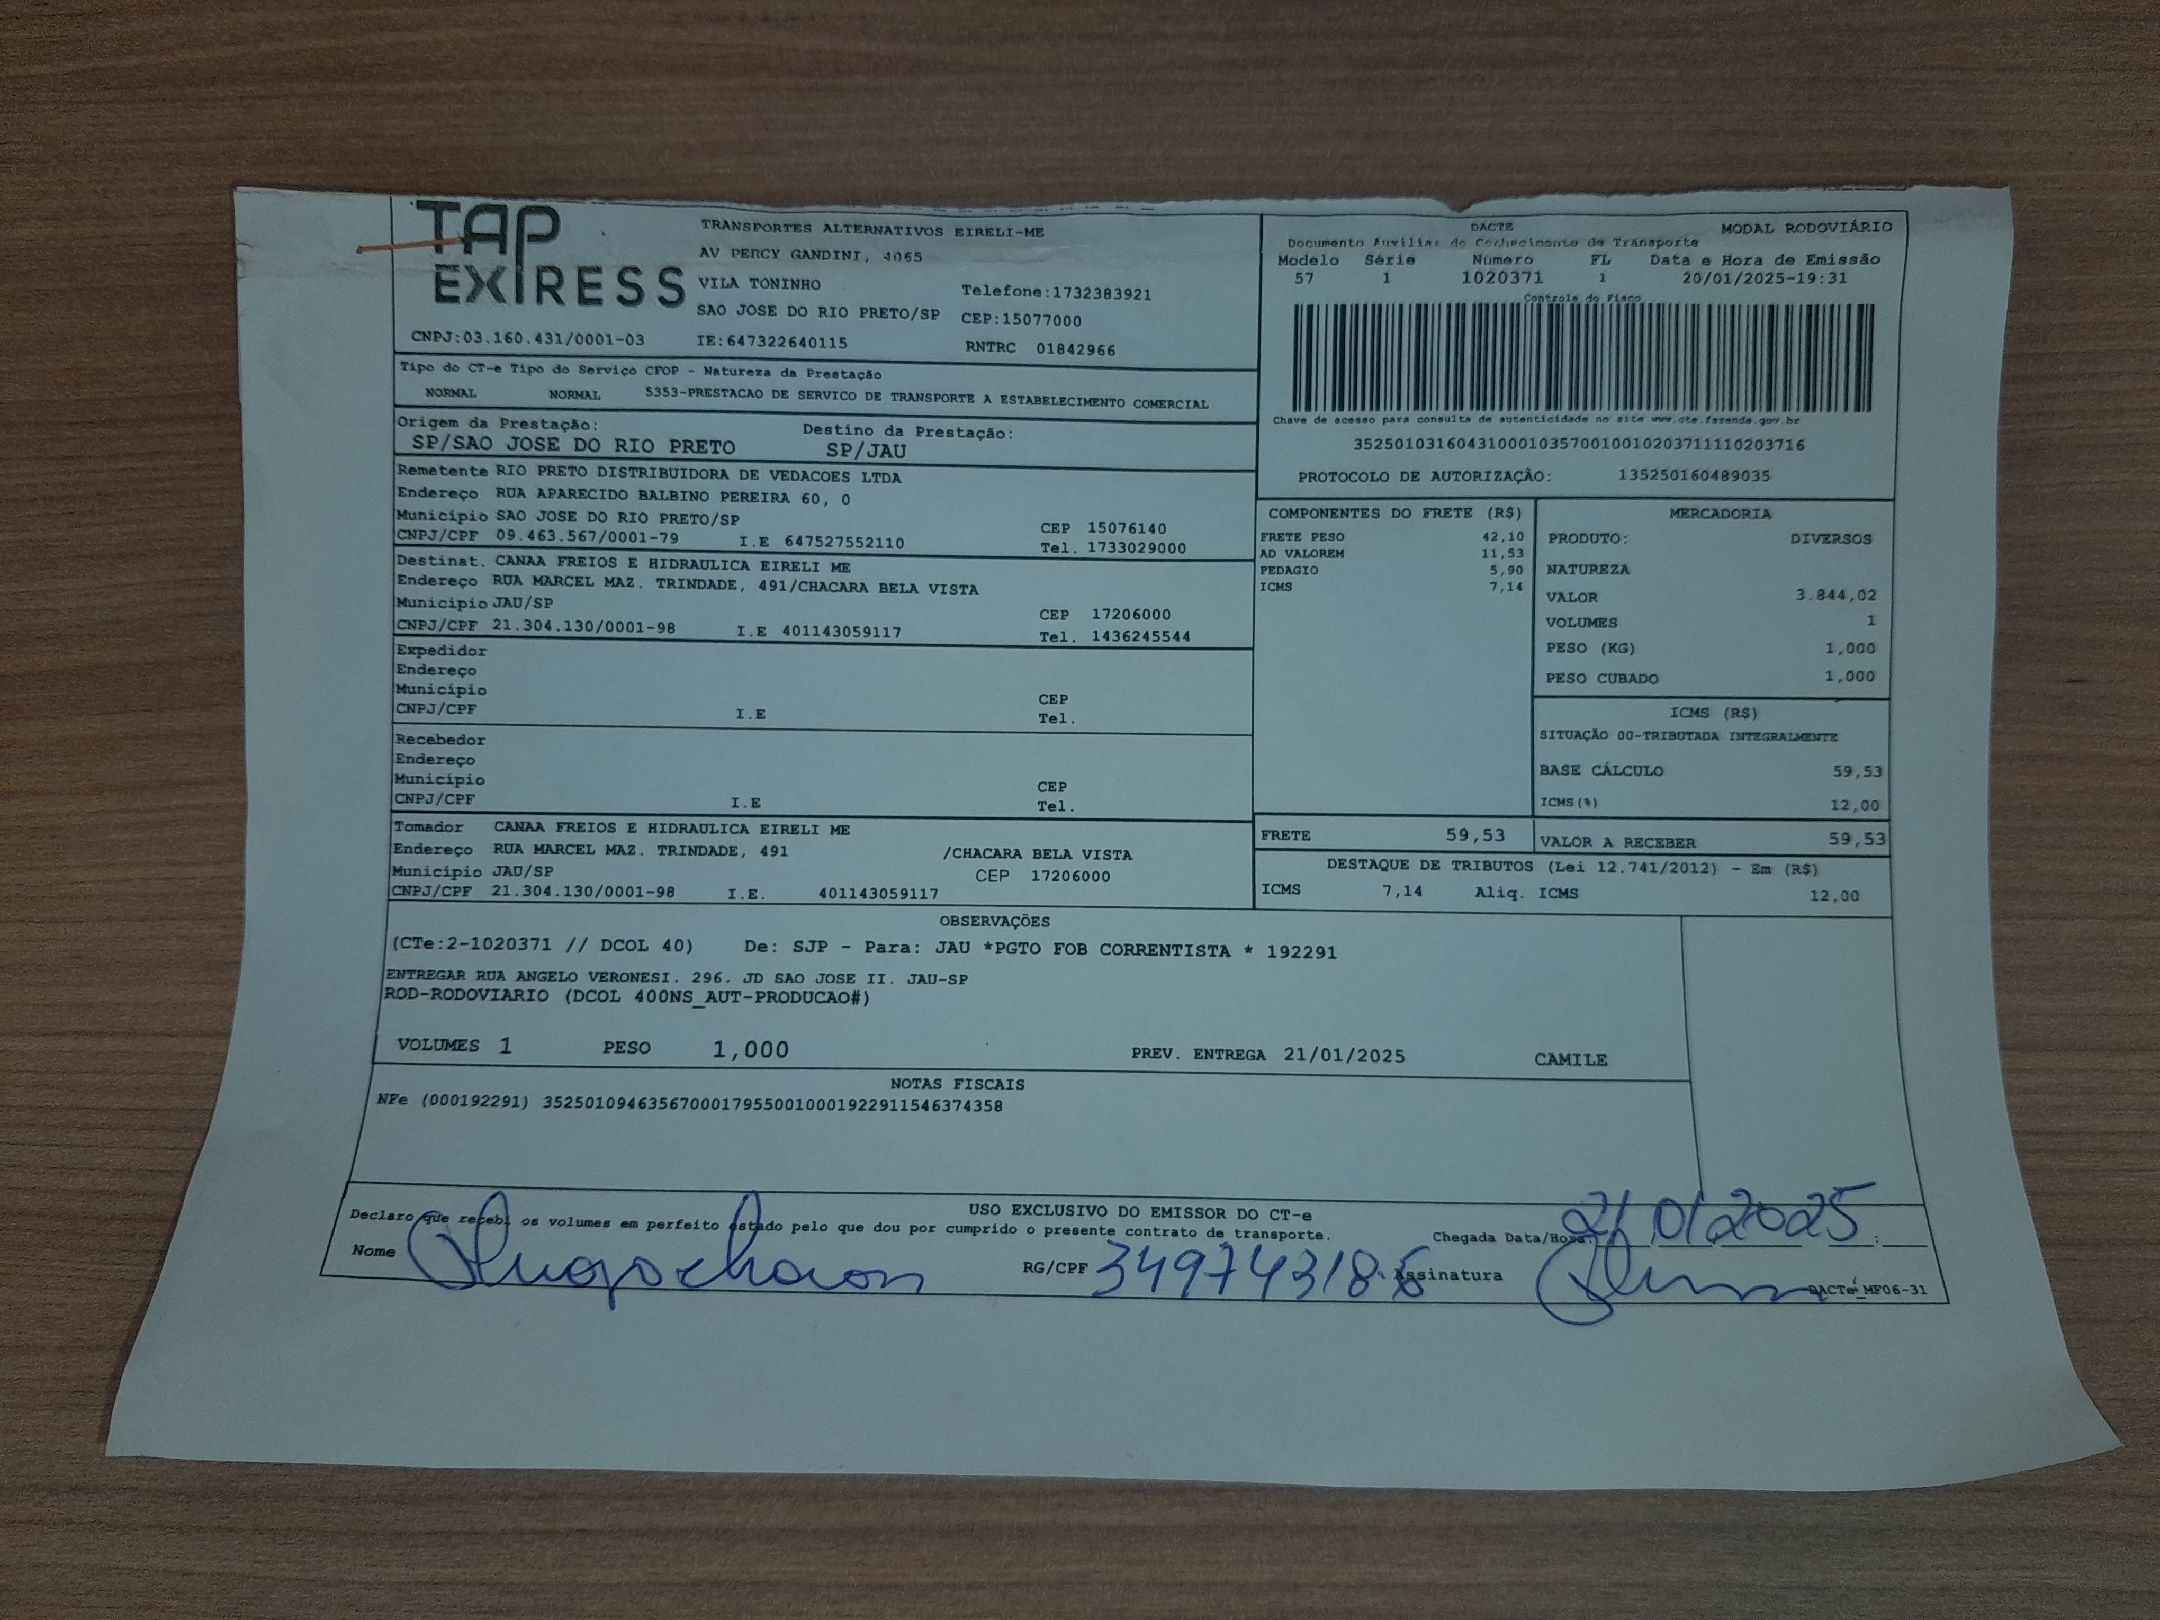 TAP
EXIRESS
CNPJ:03.160.431/0001-03
TRANSPORTES ALTERNATIVOS EIRELI-ME
AV PERCY GANDINI, 4065
VILA TONINHO
Telefone:1732383921
SAO JOSE DO RIO PRETO/SP CEP:15077000
IE:647322640115 RNTRC 01842966
DACTE MODAL RODOVIÁRIO
Documento Auxiliar do Conhecimento de Transporte
Modelo Série Número FL Data e Hora de Emissão
57 1 1020371 1 20/01/2025-19:31
Controle do Fisco
Chave de acesso para consulta de autenticidade no site www.cte.fazenda.gov.br
35250103160431000103570010010203711110203716
PROTOCOLO DE AUTORIZAÇÃO: 135250160489035
Tipo do CT-e Tipo do Serviço CFOP - Natureza da Prestação
NORMAL NORMAL 5353-PRESTACAO DE SERVICO DE TRANSPORTE A ESTABELECIMENTO COMERCIAL
Origem da Prestação: Destino da Prestação:
SP/SAO JOSE DO RIO PRETO SP/JAU
Remetente RIO PRETO DISTRIBUIDORA DE VEDACOES LTDA
Endereço RUA APARECIDO BALBINO PEREIRA 60, 0
Município SAO JOSE DO RIO PRETO/SP CEP 15076140
CNPJ/CPF 09.463.567/0001-79 I.E 647527552110 Tel. 1733029000
Destinat. CANAA FREIOS E HIDRAULICA EIRELI ME
Endereço RUA MARCEL MAZ. TRINDADE, 491/CHACARA BELA VISTA
Município JAU/SP CEP 17206000
CNPJ/CPF 21.304.130/0001-98 I.E 401143059117 Tel. 1436245544
Expedidor
Endereço
Município CEP
CNPJ/CPF I.E Tel.
Recebedor
Endereço
Município CEP
CNPJ/CPF I.E Tel.
Tomador CANAA FREIOS E HIDRAULICA EIRELI ME
Endereço RUA MARCEL MAZ. TRINDADE, 491 /CHACARA BELA VISTA
Município JAU/SP CEP 17206000
CNPJ/CPF 21.304.130/0001-98 I.E. 401143059117
COMPONENTES DO FRETE (R$)
FRETE PESO 42,10
AD VALOREM 11,53
PEDAGIO 5,90
ICMS 7,14
MERCADORIA
PRODUTO: DIVERSOS
NATUREZA
VALOR 3.844,02
VOLUMES 1
PESO (KG) 1,000
PESO CUBADO 1,000
ICMS (R$)
SITUAÇÃO 00-TRIBUTADA INTEGRALMENTE
BASE CÁLCULO 59,53
ICMS(%) 12,00
FRETE 59,53 VALOR A RECEBER 59,53
DESTAQUE DE TRIBUTOS (Lei 12.741/2012) - Em (R$)
ICMS 7,14 Aliq. ICMS 12,00
OBSERVAÇÕES
(CTe:2-1020371 // DCOL 40) De: SJP - Para: JAU *PGTO FOB CORRENTISTA * 192291
ENTREGAR RUA ANGELO VERONESI. 296. JD SAO JOSE II. JAU-SP
ROD-RODOVIARIO (DCOL 400NS_AUT-PRODUCAO#)
VOLUMES 1 PESO 1,000 PREV. ENTREGA 21/01/2025 CAMILE
NOTAS FISCAIS
NFe (000192291) 35250109463567000179550010001922911546374358
USO EXCLUSIVO DO EMISSOR DO CT-e
Declaro que recebi os volumes em perfeito estado pelo que dou por cumprido o presente contrato de transporte.
Chegada Data/Hora: 21/01/2025 :
Nome RG/CPF 349743186 Assinatura
DACTe_MF06-31